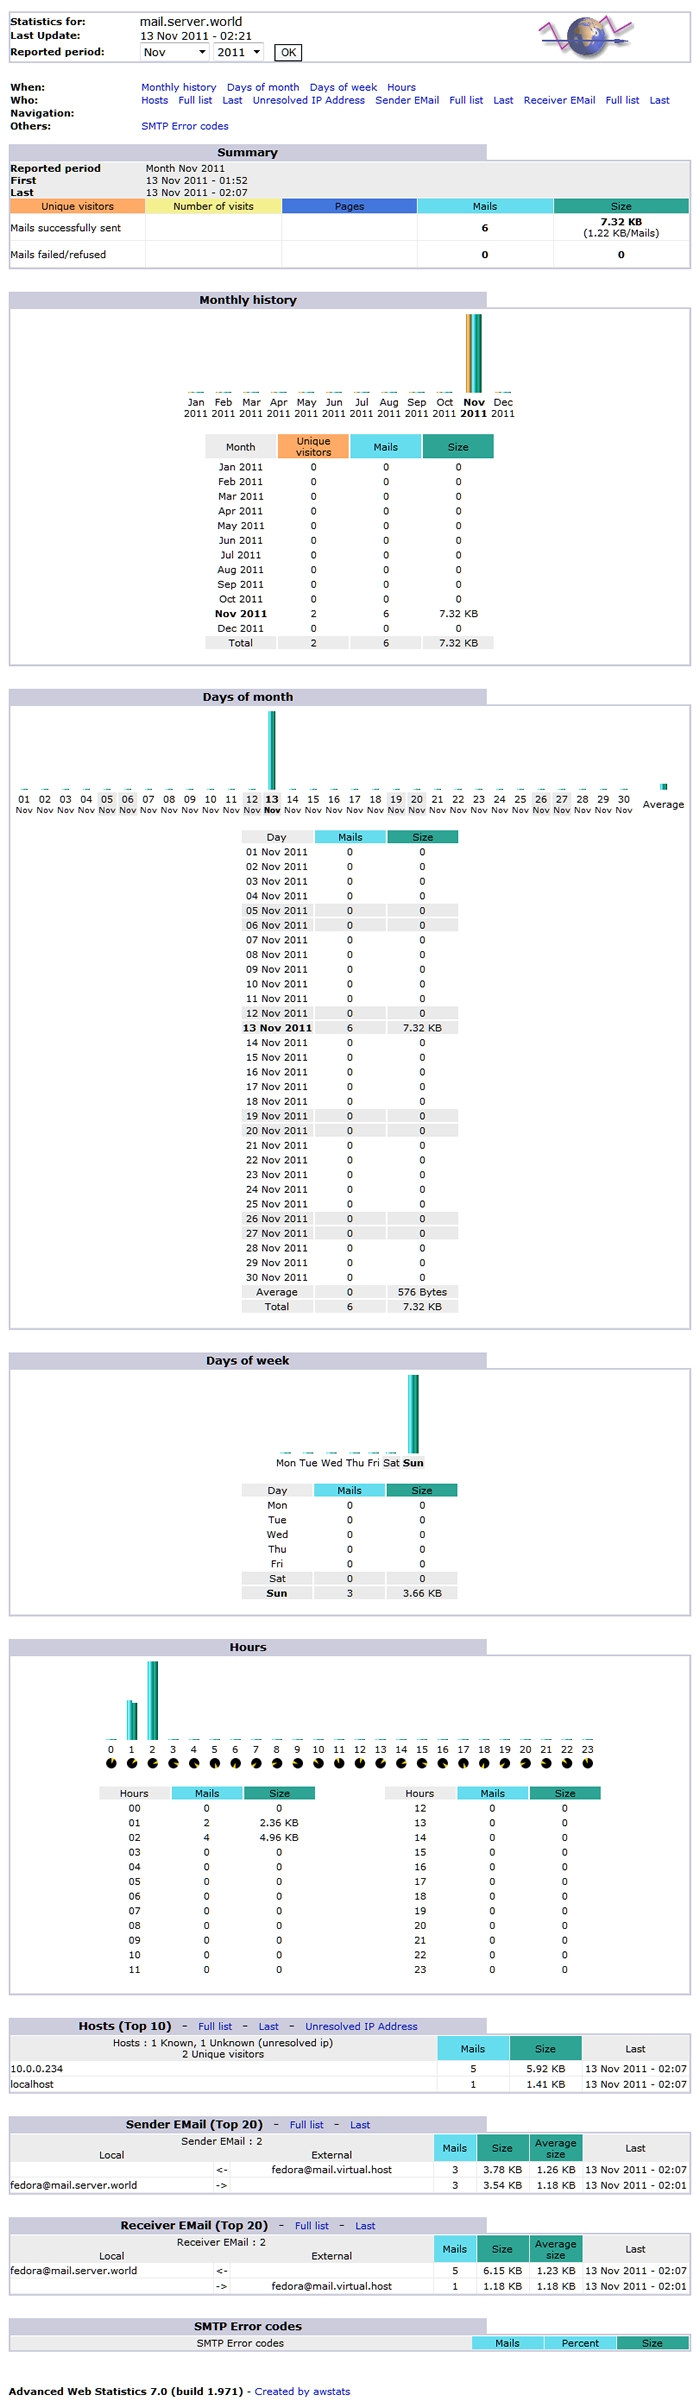 Statistics for: mail.server.world
Last Update: 13 Nov 2011 - 02:21
Reported period: Nov 2011 OK
When: Monthly history Days of month Days of week Hours
Who: Hosts Full list Last Unresolved IP Address Sender EMail Full list Last Receiver EMail Full list Last
Navigation:
Others: SMTP Error codes
Summary
Reported period Month Nov 2011
First 13 Nov 2011 - 01:52
Last 13 Nov 2011 - 02:07
Unique visitors Number of visits Pages Mails Size
Mails successfully sent 6 7.32 KB
(1.22 KB/Mails)
Mails failed/refused 0 0
Monthly history
Jan Feb Mar Apr May Jun Jul Aug Sep Oct Nov Dec
2011 2011 2011 2011 2011 2011 2011 2011 2011 2011 2011 2011
Month Unique visitors Mails Size
Jan 2011 0 0 0
Feb 2011 0 0 0
Mar 2011 0 0 0
Apr 2011 0 0 0
May 2011 0 0 0
Jun 2011 0 0 0
Jul 2011 0 0 0
Aug 2011 0 0 0
Sep 2011 0 0 0
Oct 2011 0 0 0
Nov 2011 2 6 7.32 KB
Dec 2011 0 0 0
Total 2 6 7.32 KB
Days of month
01 02 03 04 05 06 07 08 09 10 11 12 13 14 15 16 17 18 19 20 21 22 23 24 25 26 27 28 29 30
Nov Nov Nov Nov Nov Nov Nov Nov Nov Nov Nov Nov Nov Nov Nov Nov Nov Nov Nov Nov Nov Nov Nov Nov Nov Nov Nov Nov Nov Nov Average
Day Mails Size
01 Nov 2011 0 0
02 Nov 2011 0 0
03 Nov 2011 0 0
04 Nov 2011 0 0
05 Nov 2011 0 0
06 Nov 2011 0 0
07 Nov 2011 0 0
08 Nov 2011 0 0
09 Nov 2011 0 0
10 Nov 2011 0 0
11 Nov 2011 0 0
12 Nov 2011 0 0
13 Nov 2011 6 7.32 KB
14 Nov 2011 0 0
15 Nov 2011 0 0
16 Nov 2011 0 0
17 Nov 2011 0 0
18 Nov 2011 0 0
19 Nov 2011 0 0
20 Nov 2011 0 0
21 Nov 2011 0 0
22 Nov 2011 0 0
23 Nov 2011 0 0
24 Nov 2011 0 0
25 Nov 2011 0 0
26 Nov 2011 0 0
27 Nov 2011 0 0
28 Nov 2011 0 0
29 Nov 2011 0 0
30 Nov 2011 0 0
Average 0 576 Bytes
Total 6 7.32 KB
Days of week
Mon Tue Wed Thu Fri Sat Sun
Day Mails Size
Mon 0 0
Tue 0 0
Wed 0 0
Thu 0 0
Fri 0 0
Sat 0 0
Sun 3 3.66 KB
Hours
0 1 2 3 4 5 6 7 8 9 10 11 12 13 14 15 16 17 18 19 20 21 22 23
Hours Mails Size Hours Mails Size
00 0 0 12 0 0
01 2 2.36 KB 13 0 0
02 4 4.96 KB 14 0 0
03 0 0 15 0 0
04 0 0 16 0 0
05 0 0 17 0 0
06 0 0 18 0 0
07 0 0 19 0 0
08 0 0 20 0 0
09 0 0 21 0 0
10 0 0 22 0 0
11 0 0 23 0 0
Hosts (Top 10) - Full list - Last - Unresolved IP Address
Hosts : 1 Known, 1 Unknown (unresolved ip)
2 Unique visitors Mails Size Last
10.0.0.234 5 5.92 KB 13 Nov 2011 - 02:07
localhost 1 1.41 KB 13 Nov 2011 - 02:07
Sender EMail (Top 20) - Full list - Last
Sender EMail : 2
Local External Mails Size Average size Last
<- fedora@mail.virtual.host 3 3.78 KB 1.26 KB 13 Nov 2011 - 02:07
fedora@mail.server.world -> 3 3.54 KB 1.18 KB 13 Nov 2011 - 02:01
Receiver EMail (Top 20) - Full list - Last
Receiver EMail : 2
Local External Mails Size Average size Last
fedora@mail.server.world <- 5 6.15 KB 1.23 KB 13 Nov 2011 - 02:07
-> fedora@mail.virtual.host 1 1.18 KB 1.18 KB 13 Nov 2011 - 02:01
SMTP Error codes
SMTP Error codes Mails Percent Size
Advanced Web Statistics 7.0 (build 1.971) - Created by awstats